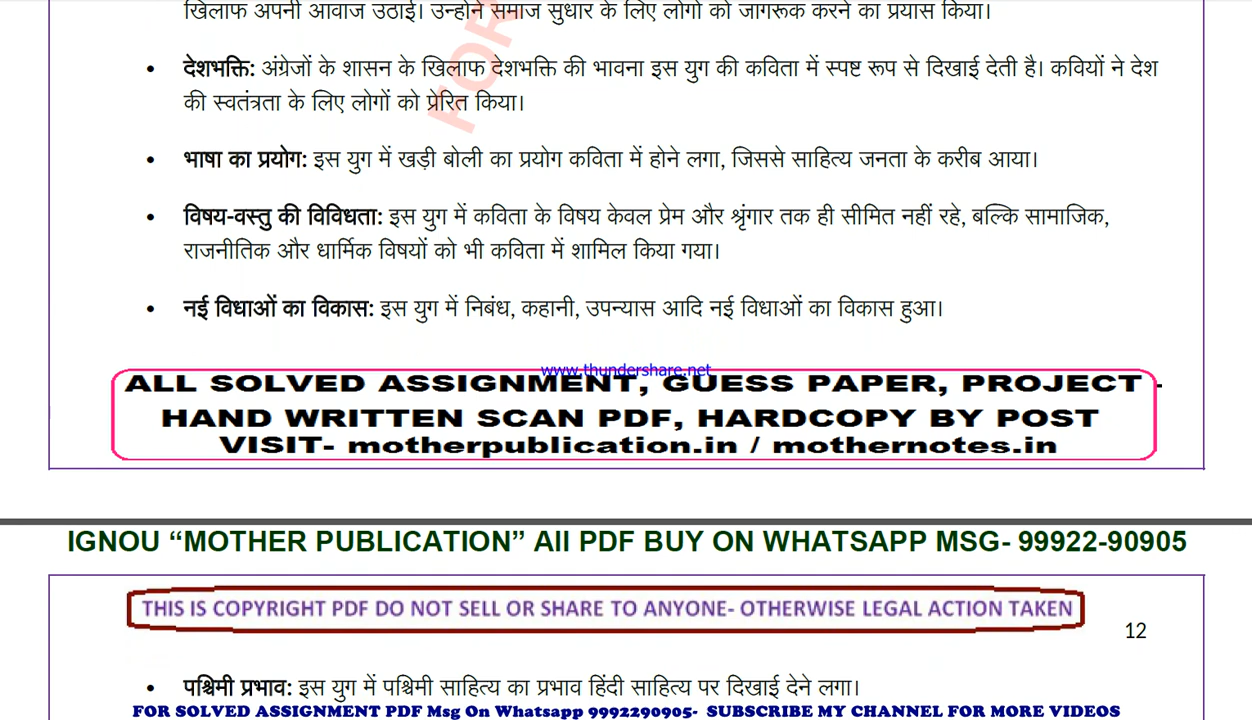 खिलाफ अपनी आवाज उठाई। उन्होंने समाज सुधार के लिए लोगों को जागरूक करने का प्रयास किया।
• देशभक्ति: अंग्रेजों के शासन के खिलाफ देशभक्ति की भावना इस युग की कविता में स्पष्ट रूप से दिखाई देती है। कवियों ने देश
की स्वतंत्रता के लिए लोगों को प्रेरित किया।
FOR
• भाषा का प्रयोग: इस युग में खड़ी बोली का प्रयोग कविता में होने लगा, जिससे साहित्य जनता के करीब आया।
• विषय-वस्तु की विविधता: इस युग में कविता के विषय केवल प्रेम और श्रृंगार तक ही सीमित नहीं रहे, बल्कि सामाजिक,
राजनीतिक और धार्मिक विषयों को भी कविता में शामिल किया गया।
• नई विधाओं का विकास: इस युग में निबंध, कहानी, उपन्यास आदि नई विधाओं का विकास हुआ।
www.thundershare.net
ALL SOLVED ASSIGNMENT, GUESS PAPER, PROJECT -
HAND WRITTEN SCAN PDF, HARDCOPY BY POST
VISIT- motherpublication.in / mothernotes.in
IGNOU “MOTHER PUBLICATION” All PDF BUY ON WHATSAPP MSG- 99922-90905
THIS IS COPYRIGHT PDF DO NOT SELL OR SHARE TO ANYONE- OTHERWISE LEGAL ACTION TAKEN
12
• पश्चिमी प्रभाव: इस युग में पश्चिमी साहित्य का प्रभाव हिंदी साहित्य पर दिखाई देने लगा।
FOR SOLVED ASSIGNMENT PDF Msg On Whatsapp 9992290905- SUBSCRIBE MY CHANNEL FOR MORE VIDEOS